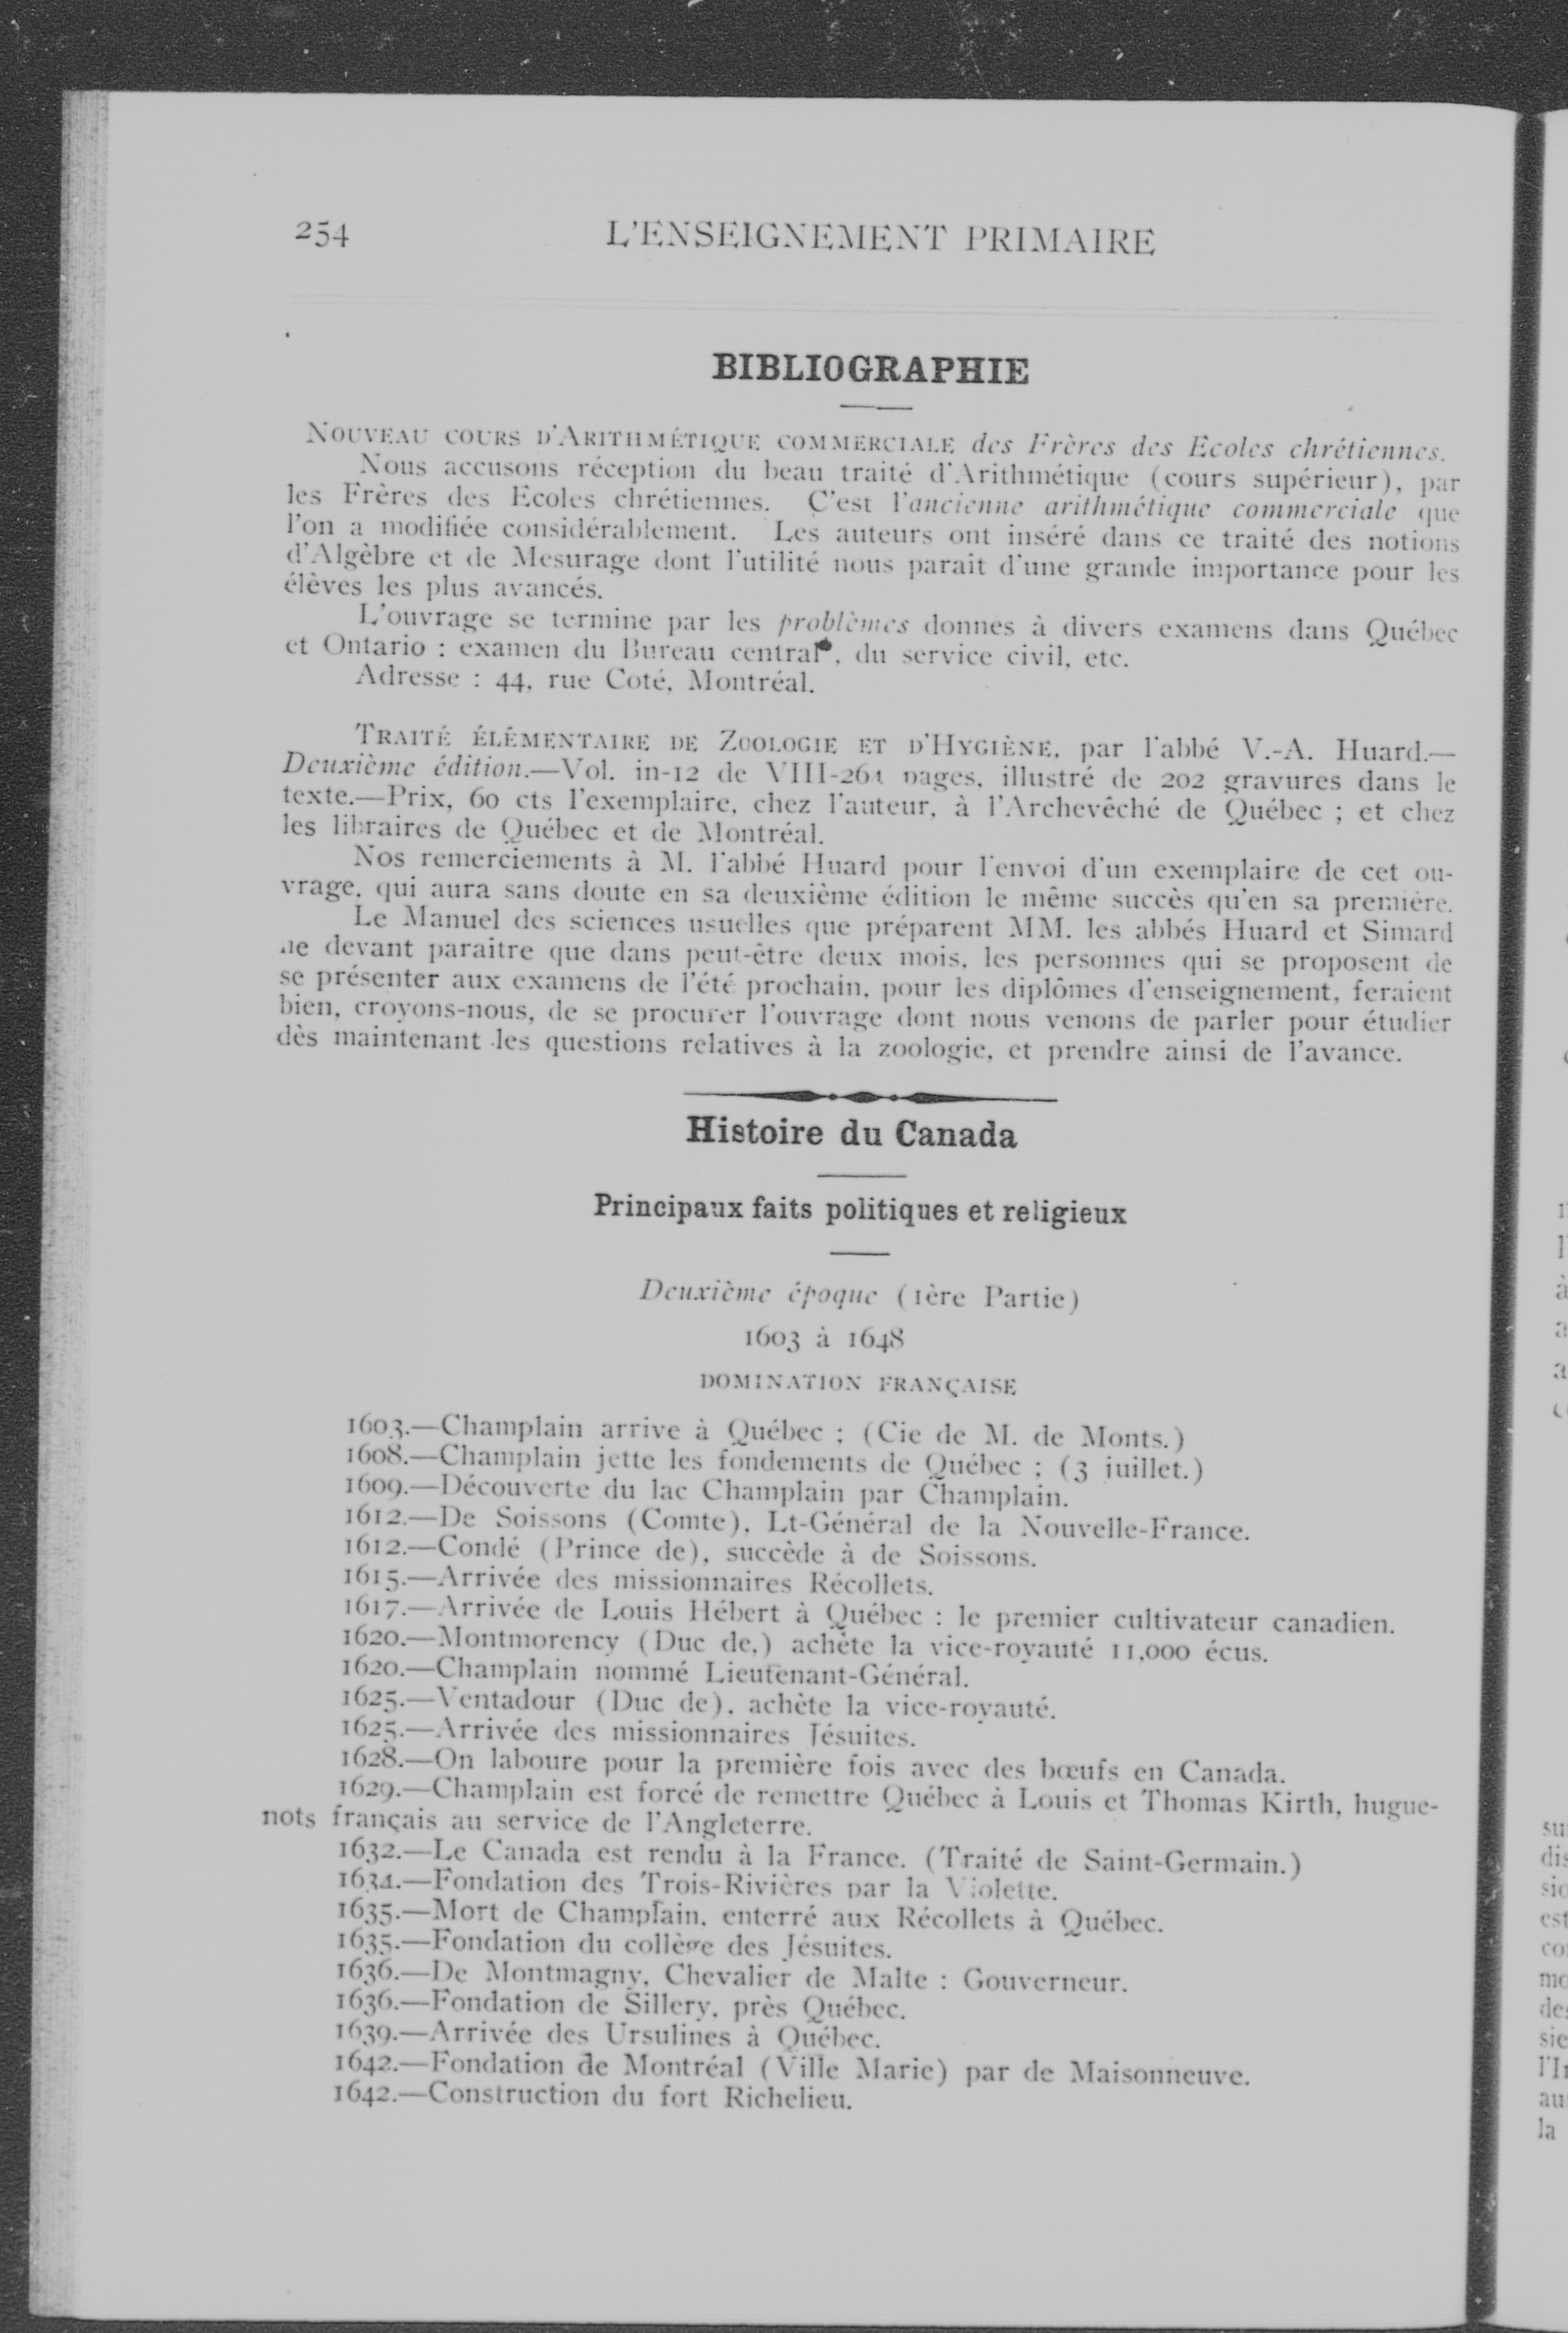 254 L'ENSEIGNEMENT PRIMAIRE
BIBLIOGRAPHIE
NOUVEAU COURS D'ARITHMÉTIQUE COMMERCIALE des Frères des Ecoles chrétiennes.
Nous accusons réception du beau traité d'Arithmétique (cours supérieur), par
les Frères des Ecoles chrétiennes. C'est l'ancienne arithmétique commerciale que
l'on a modifiée considérablement. Les auteurs ont inséré dans ce traité des notions
d'Algèbre et de Mesurage dont l'utilité nous parait d'une grande importance pour les
élèves les plus avancés.
L'ouvrage se termine par les problèmes donnes à divers examens dans Québec
et Ontario : examen du Bureau central, du service civil, etc.
Adresse : 44, rue Coté, Montréal.
TRAITÉ ÉLÉMENTAIRE DE ZOOLOGIE ET D'HYGIÈNE, par l'abbé V.-A. Huard.—
Deuxième édition.—Vol. in-12 de VIII-261 pages, illustré de 202 gravures dans le
texte.—Prix, 60 cts l'exemplaire, chez l'auteur, à l'Archevêché de Québec ; et chez
les libraires de Québec et de Montréal.
Nos remerciements à M. l'abbé Huard pour l'envoi d'un exemplaire de cet ou-
vrage, qui aura sans doute en sa deuxième édition le même succès qu'en sa première.
Le Manuel des sciences usuelles que préparent MM. les abbés Huard et Simard
ne devant paraitre que dans peut-être deux mois, les personnes qui se proposent de
se présenter aux examens de l'été prochain, pour les diplômes d'enseignement, feraient
bien, croyons-nous, de se procurer l'ouvrage dont nous venons de parler pour étudier
dès maintenant les questions relatives à la zoologie, et prendre ainsi de l'avance.
Histoire du Canada
Principaux faits politiques et religieux
Deuxième époque (1ère Partie)
1603 à 1648
DOMINATION FRANÇAISE
1603.—Champlain arrive à Québec : (Cie de M. de Monts.)
1608.—Champlain jette les fondements de Québec : (3 juillet.)
1609.—Découverte du lac Champlain par Champlain.
1612.—De Soissons (Comte), Lt-Général de la Nouvelle-France.
1612.—Condé (Prince de), succède à de Soissons.
1615.—Arrivée des missionnaires Récollets.
1617.—Arrivée de Louis Hébert à Québec : le premier cultivateur canadien.
1620.—Montmorency (Duc de,) achète la vice-royauté 11,000 écus.
1620.—Champlain nommé Lieutenant-Général.
1625.—Ventadour (Duc de), achète la vice-royauté.
1625.—Arrivée des missionnaires Jésuites.
1628.—On laboure pour la première fois avec des bœufs en Canada.
1629.—Champlain est forcé de remettre Québec à Louis et Thomas Kirth, hugue-
nots français au service de l'Angleterre.
1632.—Le Canada est rendu à la France. (Traité de Saint-Germain.)
1634.—Fondation des Trois-Rivières par la Violette.
1635.—Mort de Champlain, enterré aux Récollets à Québec.
1635.—Fondation du collège des Jésuites.
1636.—De Montmagny, Chevalier de Malte : Gouverneur.
1636.—Fondation de Sillery, près Québec.
1639.—Arrivée des Ursulines à Québec.
1642.—Fondation de Montréal (Ville Marie) par de Maisonneuve.
1642.—Construction du fort Richelieu.